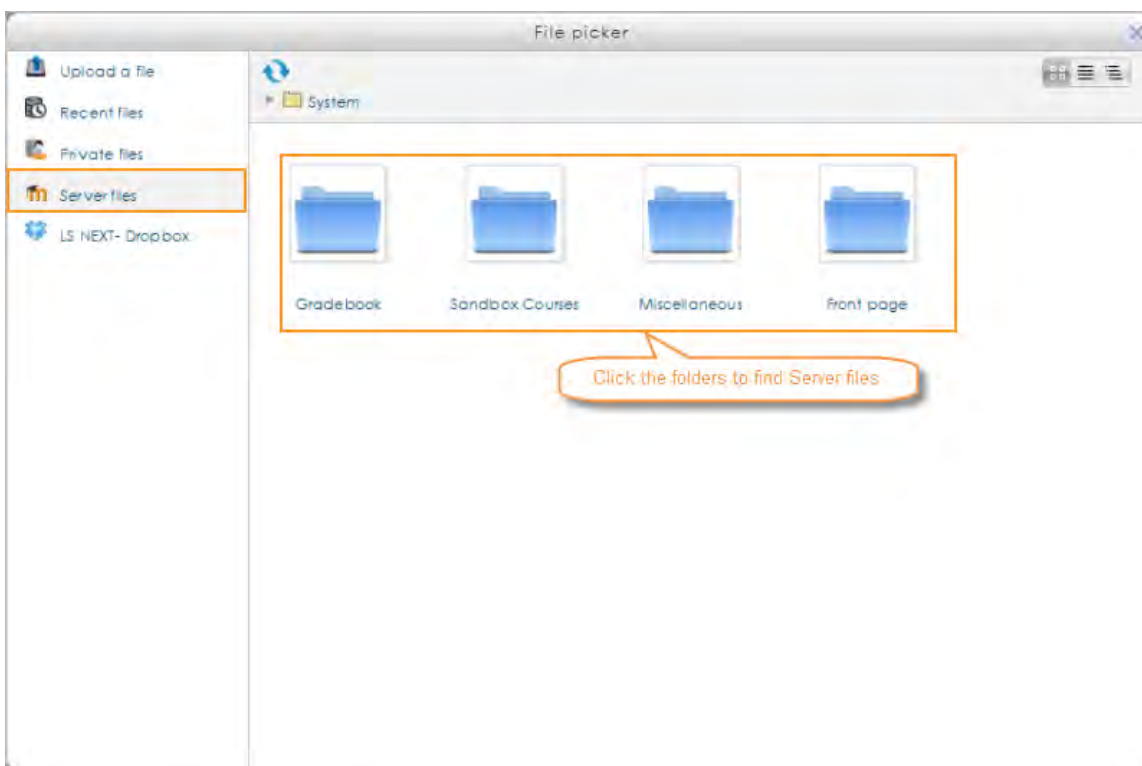 File picker
Upload a file
Recent files
Private files
Server files
LS NEXT- Dropbox
System
Gradebook
Sandbox Courses
Miscellaneous
Front page
Click the folders to find Server files